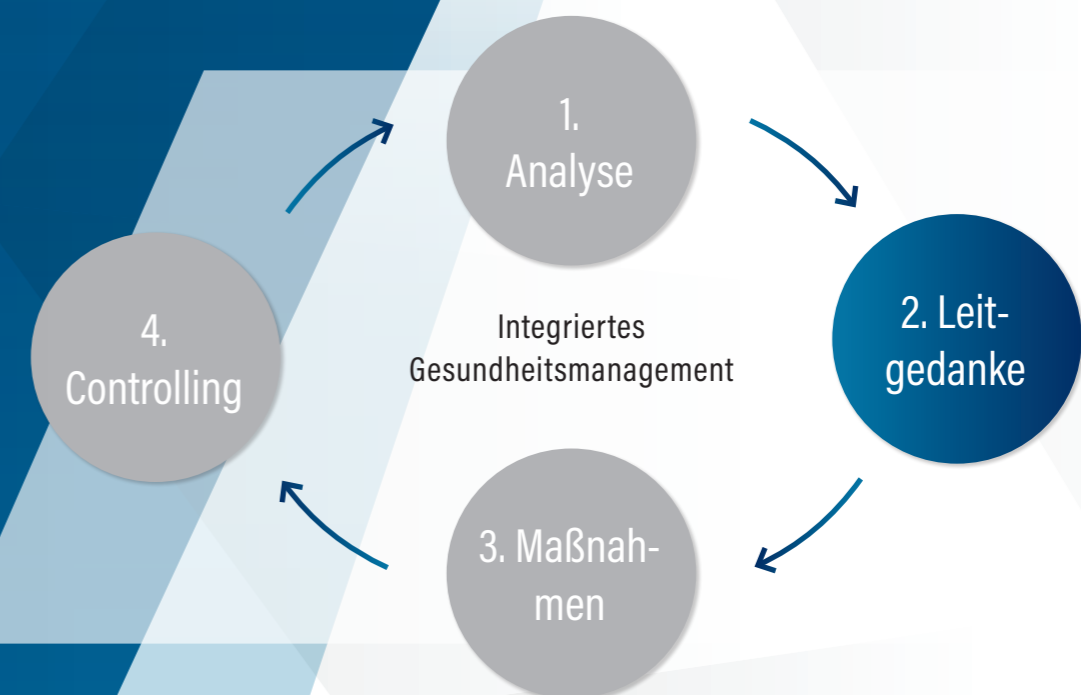 1.
Analyse
2. Leit-
gedanke
Integriertes
Gesundheitsmanagement
3. Maßnah-
men
4.
Controlling